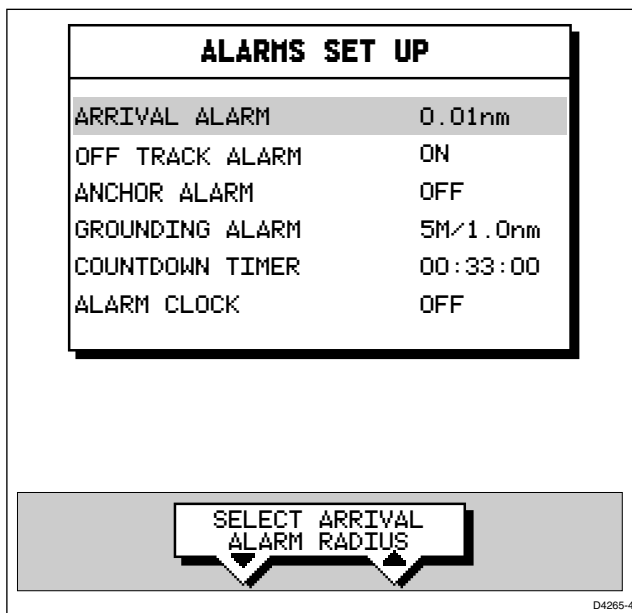 ALARMS SET UP
ARRIVAL ALARM 0.01nm
OFF TRACK ALARM ON
ANCHOR ALARM OFF
GROUNDING ALARM 5M/1.0nm
COUNTDOWN TIMER 00:33:00
ALARM CLOCK OFF
SELECT ARRIVAL
ALARM RADIUS
D4265-4